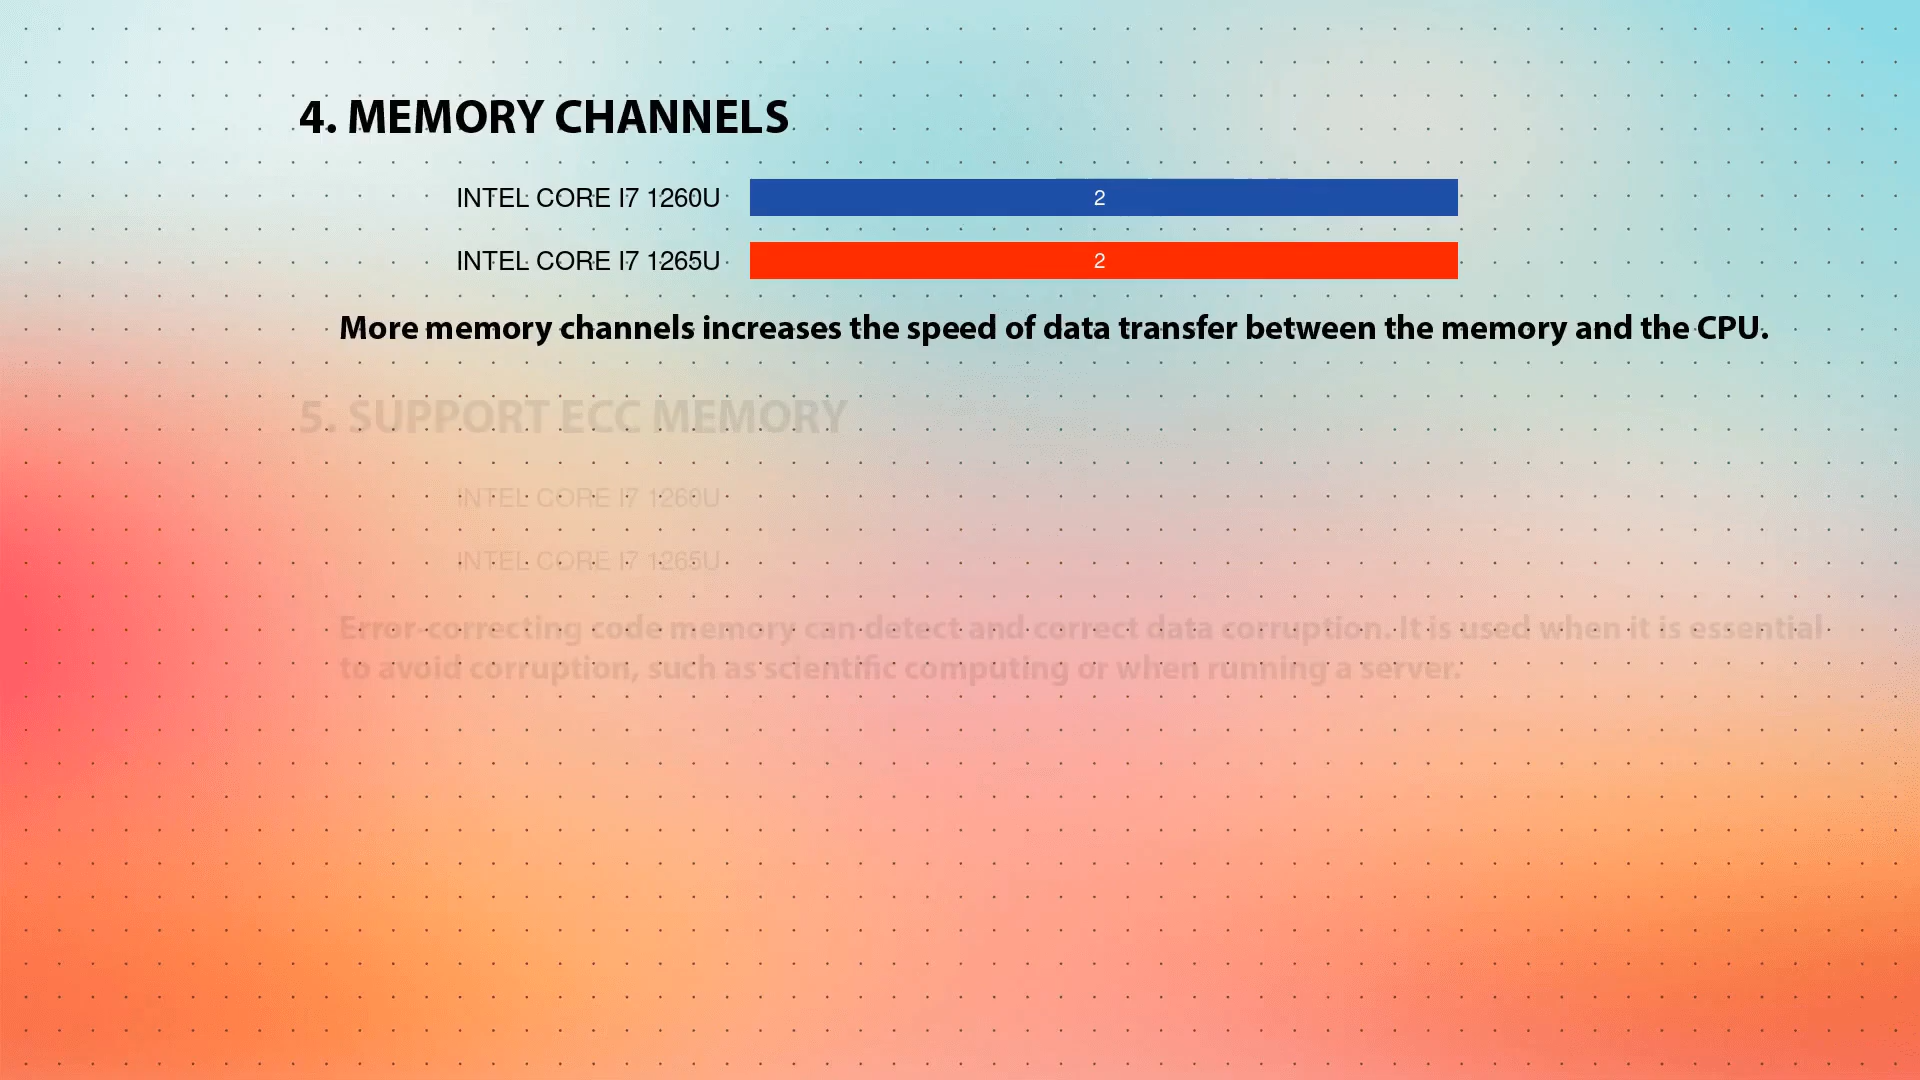 4. MEMORY CHANNELS
INTEL CORE I7 1260U
2
INTEL CORE I7 1265U
2
More memory channels increases the speed of data transfer between the memory and the CPU.
5. SUPPORT ECC MEMORY
INTEL CORE I7 1260U
INTEL CORE I7 1265U
Error-correcting code memory can detect and correct data corruption. It is used when it is essential
to avoid corruption, such as scientific computing or when running a server.